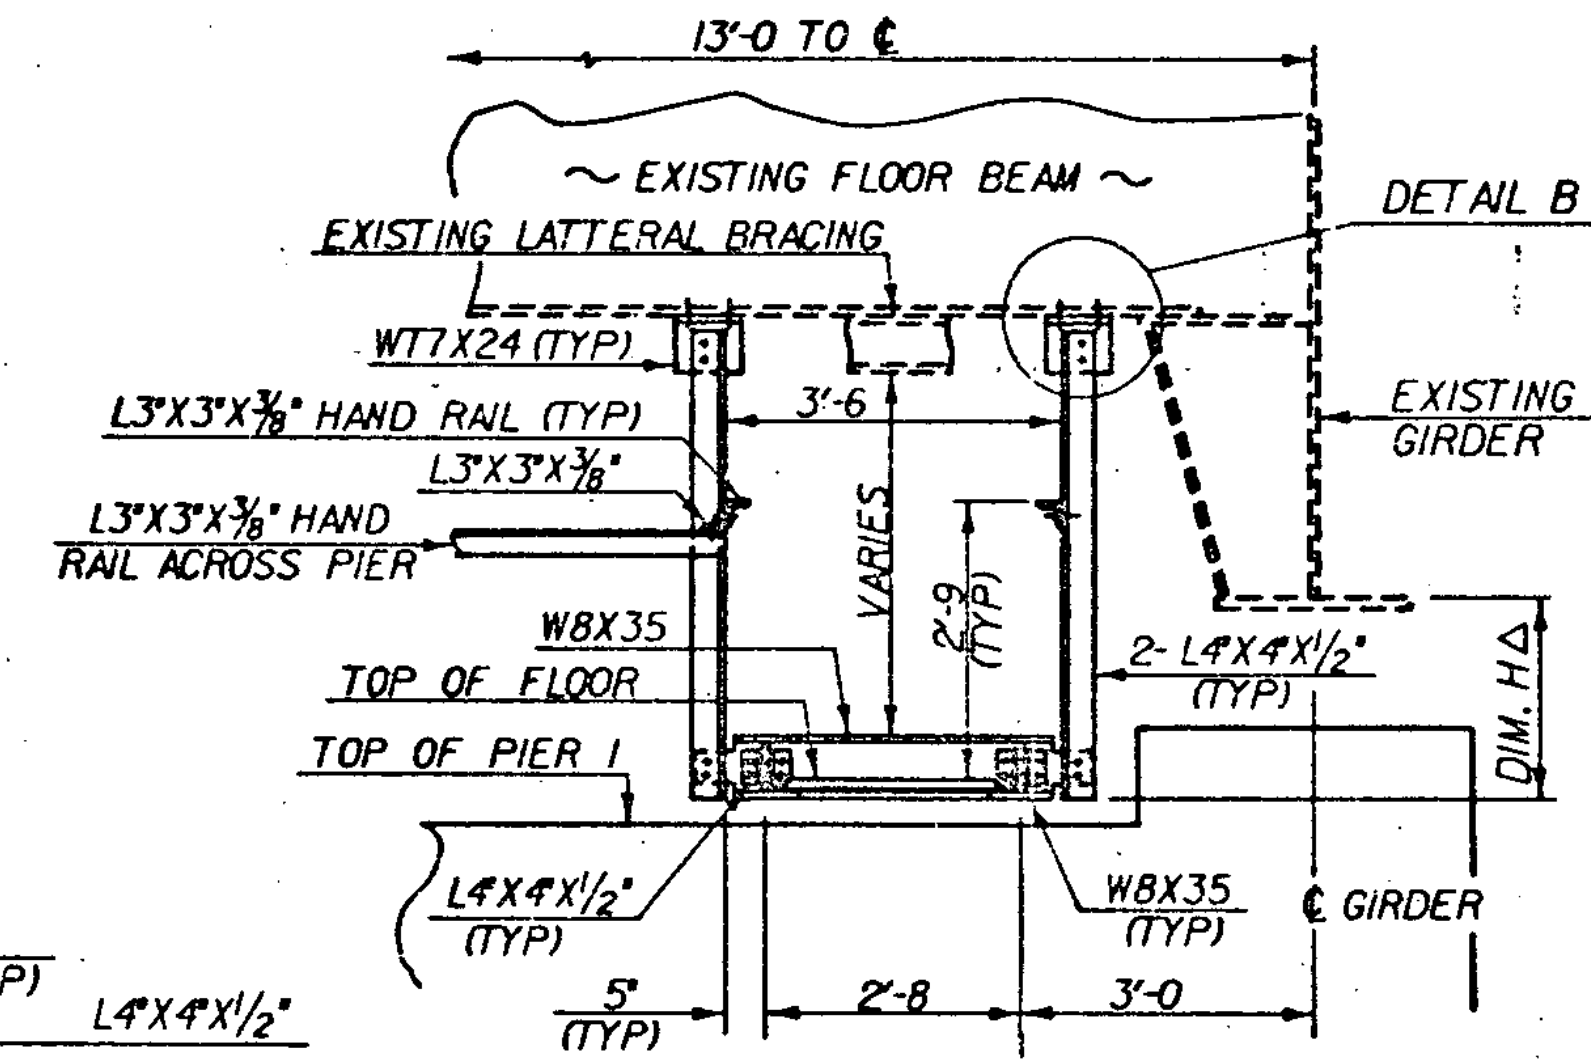 13'-0 TO ℄
~ EXISTING FLOOR BEAM ~
DETAIL B
EXISTING LATTERAL BRACING
WT7X24 (TYP)
3'-6
EXISTING
GIRDER
L3"X3"X3/8" HAND RAIL (TYP)
L3"X3"X3/8"
L3"X3"X3/8" HAND
RAIL ACROSS PIER
VARIES
2'-9
(TYP)
W8X35
2- L4"X4"X1/2"
(TYP)
TOP OF FLOOR
DIM. H △
TOP OF PIER 1
L4"X4"X1/2"
(TYP)
W8X35
(TYP)
℄ GIRDER
P)
L4"X4"X1/2"
5"
(TYP)
2'-8
3'-0